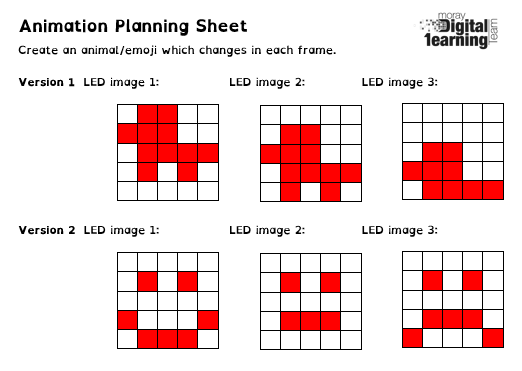 Animation Planning Sheet
moray
Digital
learning
Team
Create an animal/emoji which changes in each frame.
Version 1 LED image 1: LED image 2: LED image 3:
Version 2 LED image 1: LED image 2: LED image 3: